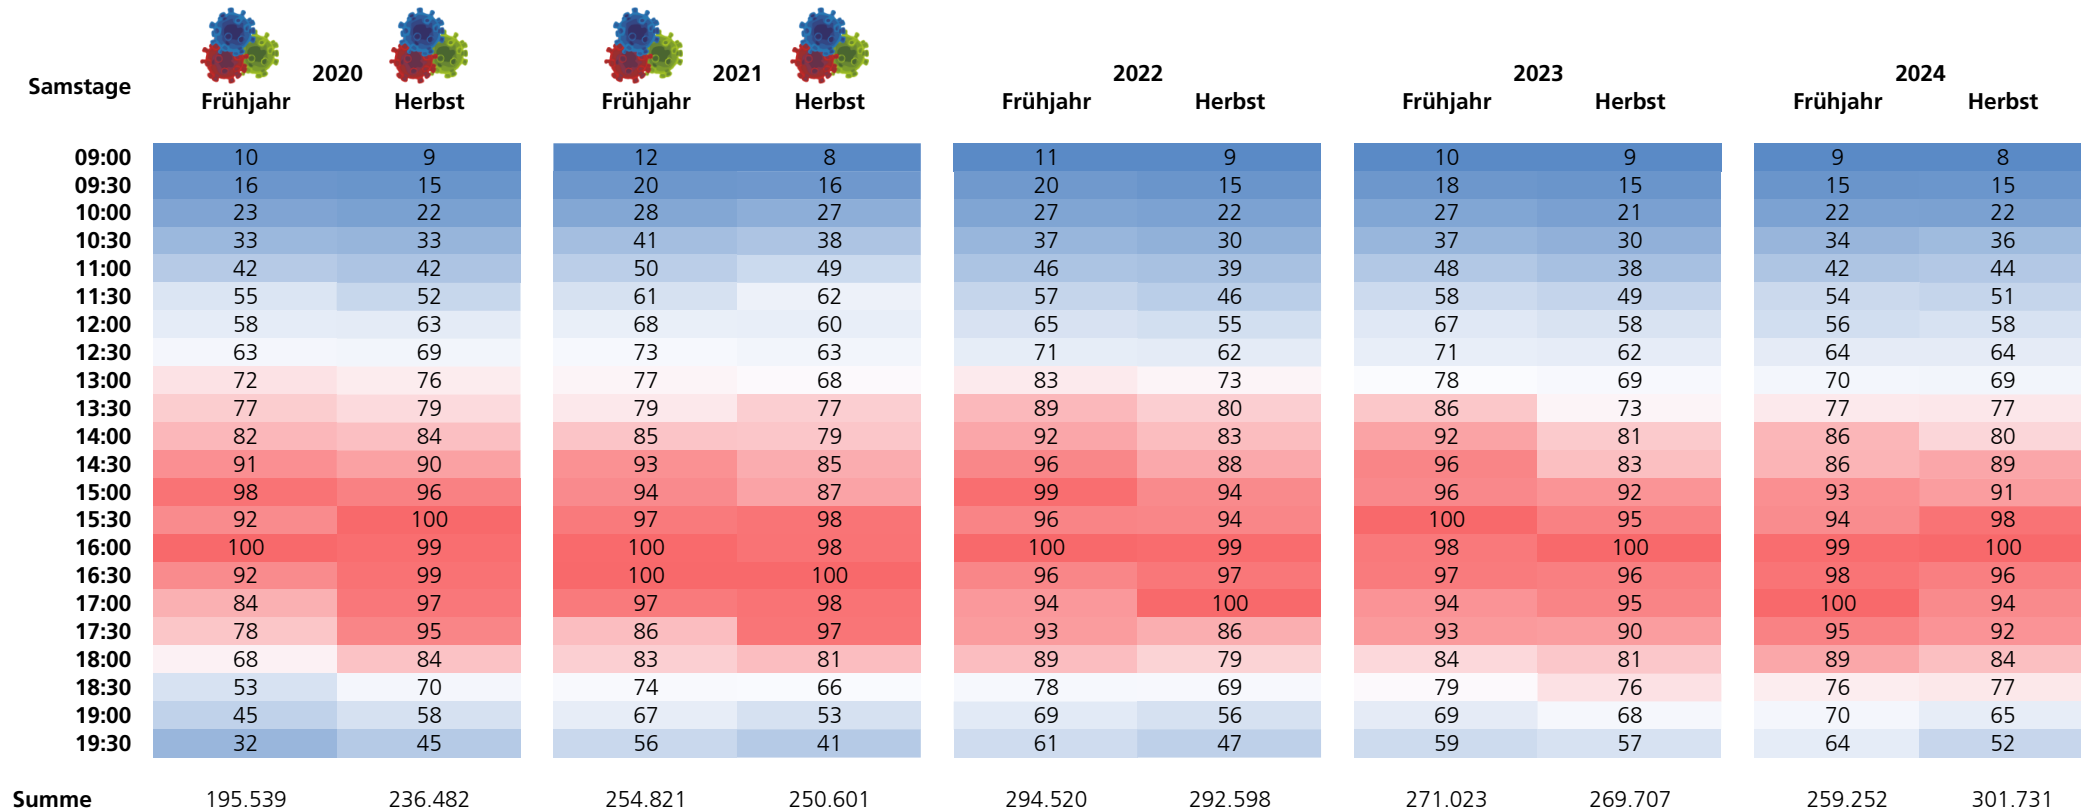 2020 2021 2022 2023 2024
Samstage
Frühjahr Herbst Frühjahr Herbst Frühjahr Herbst Frühjahr Herbst Frühjahr Herbst
09:00 10 9 12 8 11 9 10 9 9 8
09:30 16 15 20 16 20 15 18 15 15 15
10:00 23 22 28 27 27 22 27 21 22 22
10:30 33 33 41 38 37 30 37 30 34 36
11:00 42 42 50 49 46 39 48 38 42 44
11:30 55 52 61 62 57 46 58 49 54 51
12:00 58 63 68 60 65 55 67 58 56 58
12:30 63 69 73 63 71 62 71 62 64 64
13:00 72 76 77 68 83 73 78 69 70 69
13:30 77 79 79 77 89 80 86 73 77 77
14:00 82 84 85 79 92 83 92 81 86 80
14:30 91 90 93 85 96 88 96 83 86 89
15:00 98 96 94 87 99 94 96 92 93 91
15:30 92 100 97 98 96 94 100 95 94 98
16:00 100 99 100 98 100 99 98 100 99 100
16:30 92 99 100 100 96 97 97 96 98 96
17:00 84 97 97 98 94 100 94 95 100 94
17:30 78 95 86 97 93 86 93 90 95 92
18:00 68 84 83 81 89 79 84 81 89 84
18:30 53 70 74 66 78 69 79 76 76 77
19:00 45 58 67 53 69 56 69 68 70 65
19:30 32 45 56 41 61 47 59 57 64 52
Summe 195.539 236.482 254.821 250.601 294.520 292.598 271.023 269.707 259.252 301.731